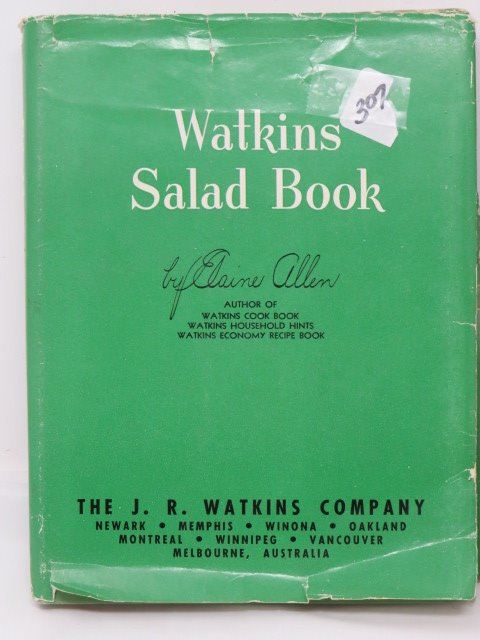 307
Watkins
Salad Book
by Elaine Allen
AUTHOR OF
WATKINS COOK BOOK
WATKINS HOUSEHOLD HINTS
WATKINS ECONOMY RECIPE BOOK
THE J. R. WATKINS COMPANY
NEWARK • MEMPHIS • WINONA • OAKLAND
MONTREAL • WINNIPEG • VANCOUVER
MELBOURNE, AUSTRALIA